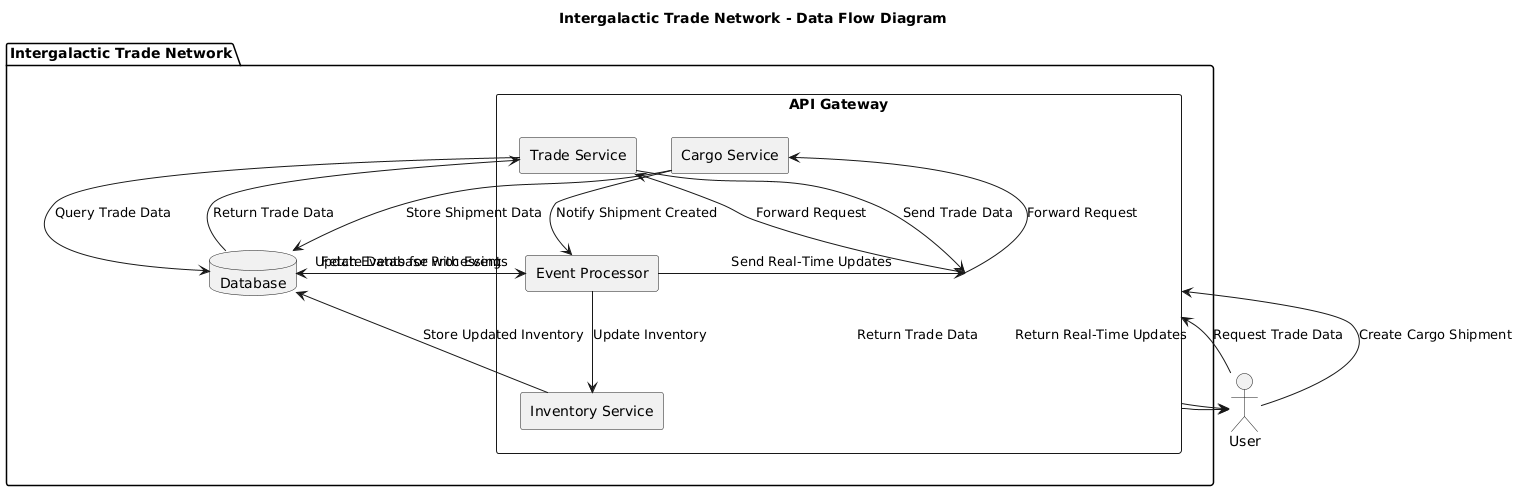 Intergalactic Trade Network - Data Flow Diagram
Intergalactic Trade Network
API Gateway
Trade Service
Cargo Service
Query Trade Data
Return Trade Data
Store Shipment Data
Notify Shipment Created
Forward Request
Send Trade Data
Forward Request
Update Database with Events
Fetch Events for Processing
Database
Event Processor
Send Real-Time Updates
Store Updated Inventory
Update Inventory
Return Trade Data
Return Real-Time Updates
Request Trade Data
Create Cargo Shipment
Inventory Service
User